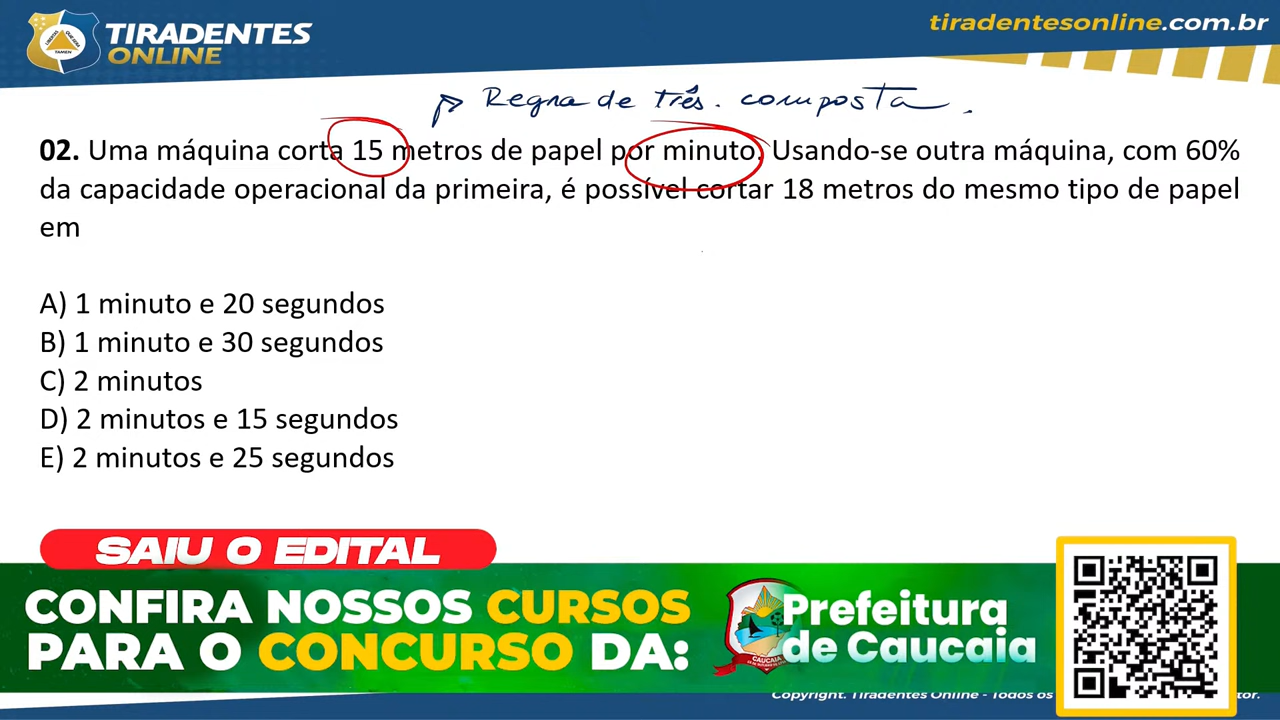 TIRADENTES
ONLINE
tiradentesonline.com.br
Regra de três. composta.
02. Uma máquina corta 15 metros de papel por minuto. Usando-se outra máquina, com 60%
da capacidade operacional da primeira, é possível cortar 18 metros do mesmo tipo de papel
em
A) 1 minuto e 20 segundos
B) 1 minuto e 30 segundos
C) 2 minutos
D) 2 minutos e 15 segundos
E) 2 minutos e 25 segundos
SAIU O EDITAL
CONFIRA NOSSOS CURSOS
PARA O CONCURSO DA:
CAUCAIA
Prefeitura
de Caucaia
Copyright. Tiradentes Online - Todos os
tor.